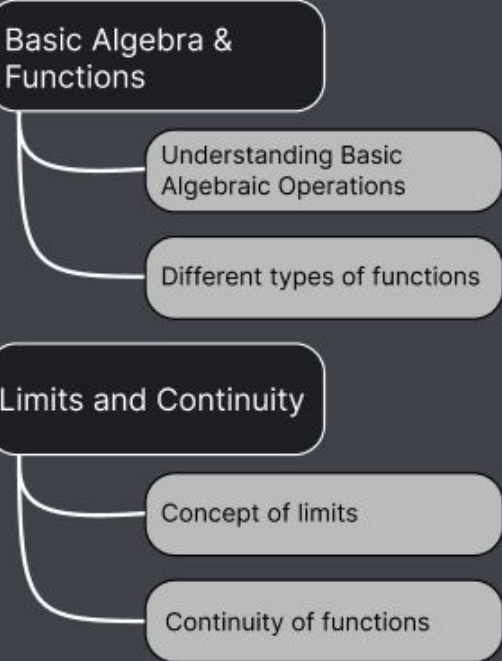 Basic Algebra &
Functions
Understanding Basic
Algebraic Operations
Different types of functions
Limits and Continuity
Concept of limits
Continuity of functions